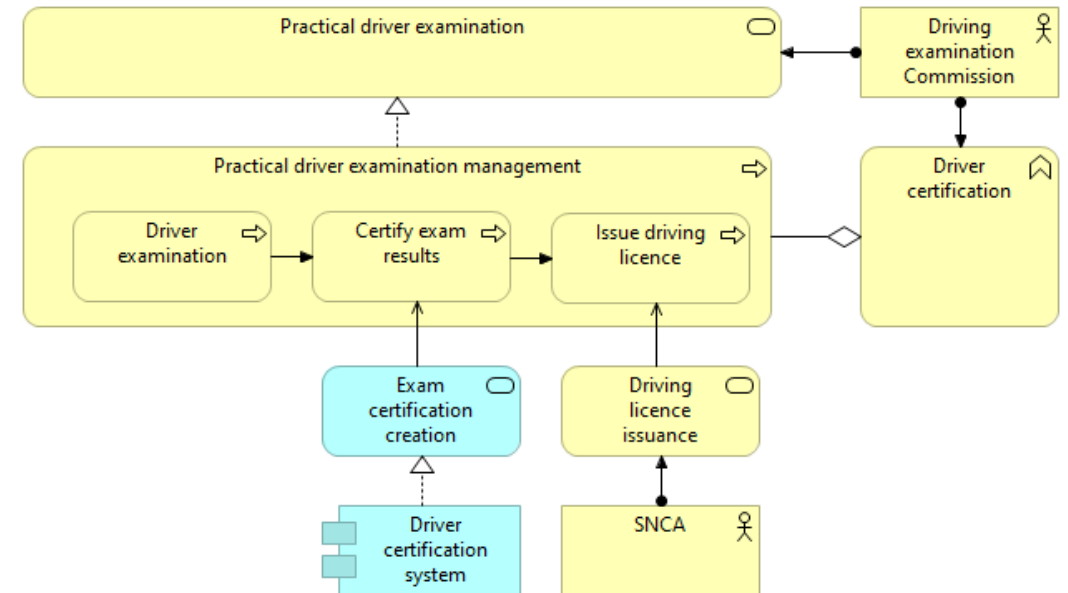 Practical driver examination
Driving
examination
Commission
Practical driver examination management
Driver
certification
Driver
examination
Certify exam
results
Issue driving
licence
Exam
certification
creation
Driving
licence
issuance
Driver
certification
system
SNCA